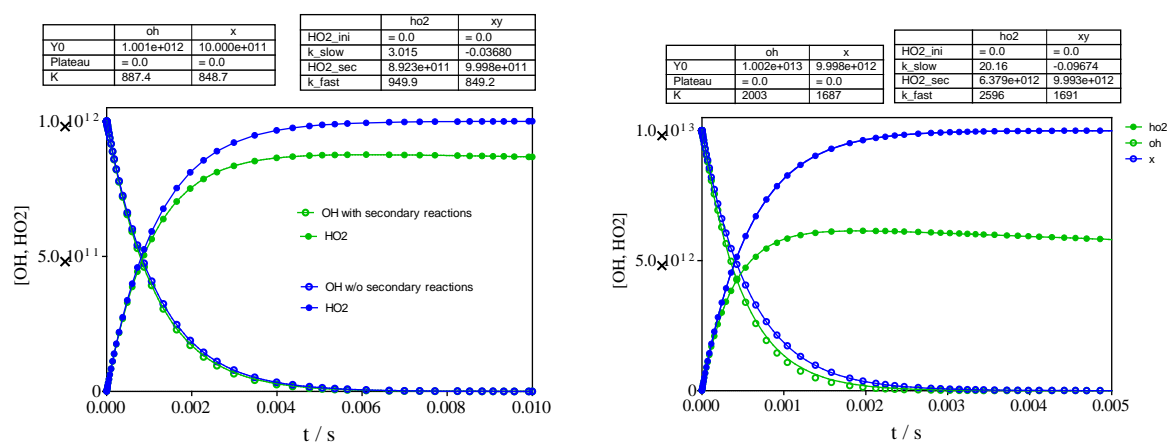 oh x
Y0 1.001e+012 10.000e+011
Plateau = 0.0 = 0.0
K 887.4 848.7
ho2 xy
HO2_ini = 0.0 = 0.0
k_slow 3.015 -0.03680
HO2_sec 8.923e+011 9.998e+011
k_fast 949.9 849.2
1.0×10^12
5.0×10^11
0
[OH, HO2]
OH with secondary reactions
HO2
OH w/o secondary reactions
HO2
0.000 0.002 0.004 0.006 0.008 0.010
t / s
oh x
Y0 1.002e+013 9.998e+012
Plateau = 0.0 = 0.0
K 2003 1687
ho2 xy
HO2_ini = 0.0 = 0.0
k_slow 20.16 -0.09674
HO2_sec 6.379e+012 9.993e+012
k_fast 2596 1691
1.0×10^13
5.0×10^12
0
[OH, HO2]
ho2
oh
x
0.000 0.001 0.002 0.003 0.004 0.005
t / s